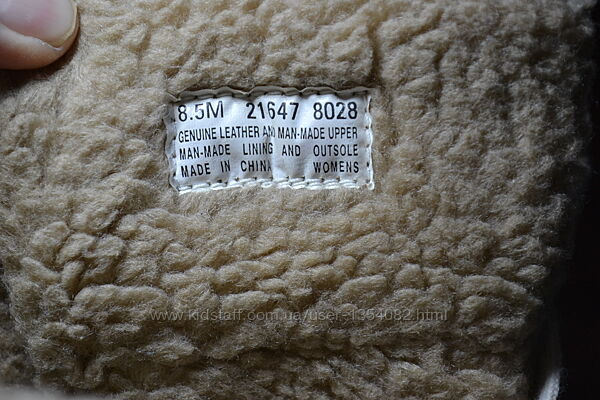 8.5M 21647 8028
GENUINE LEATHER AND MAN-MADE UPPER
MAN-MADE LINING AND OUTSOLE
MADE IN CHINA WOMENS
www.kidstaff.com.ua/user-1354082.html